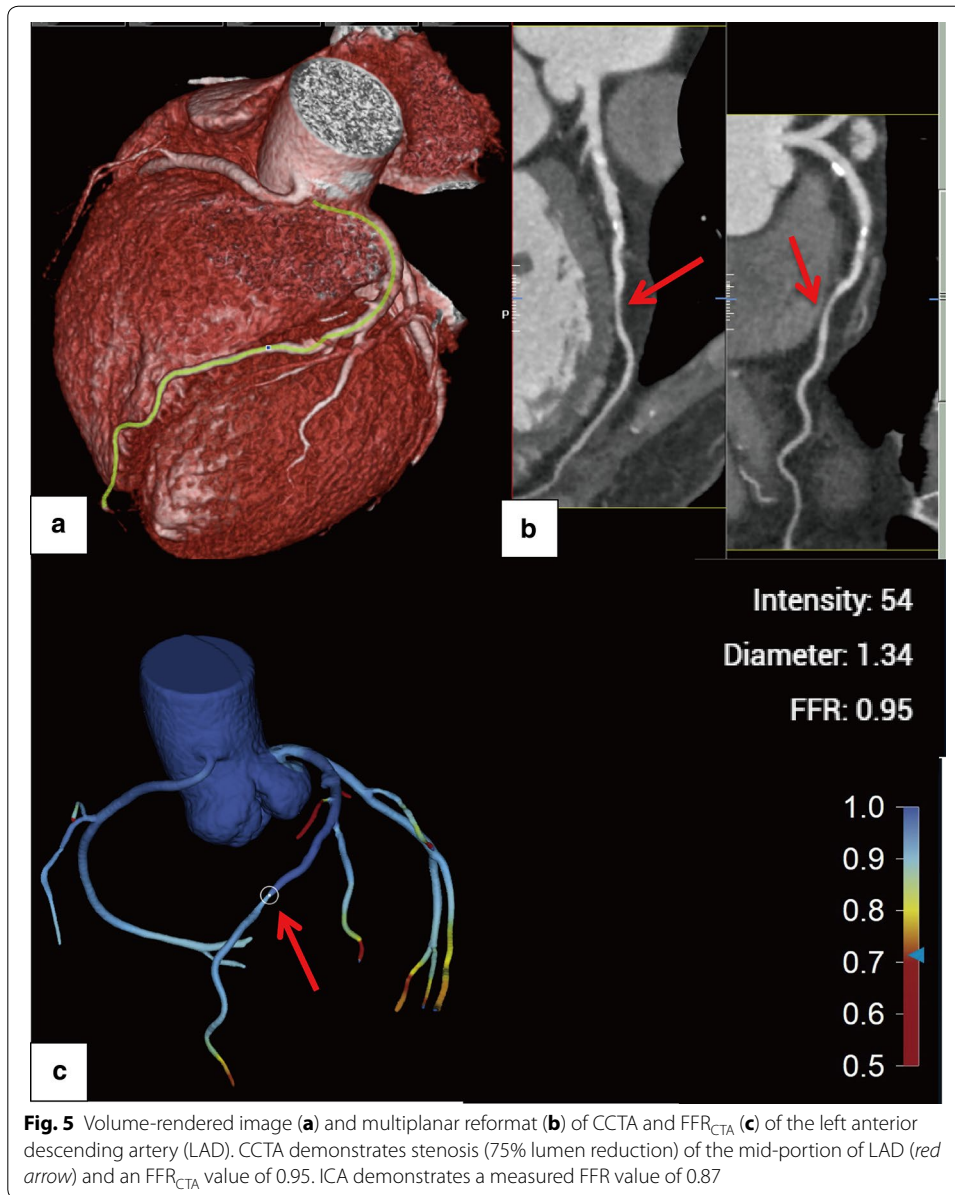 P
a
b
Intensity: 54
Diameter: 1.34
FFR: 0.95
1.0
0.9
0.8
0.7
0.6
0.5
c
Fig. 5 Volume-rendered image (a) and multiplanar reformat (b) of CCTA and FFRCTA (c) of the left anterior
descending artery (LAD). CCTA demonstrates stenosis (75% lumen reduction) of the mid-portion of LAD (red
arrow) and an FFRCTA value of 0.95. ICA demonstrates a measured FFR value of 0.87